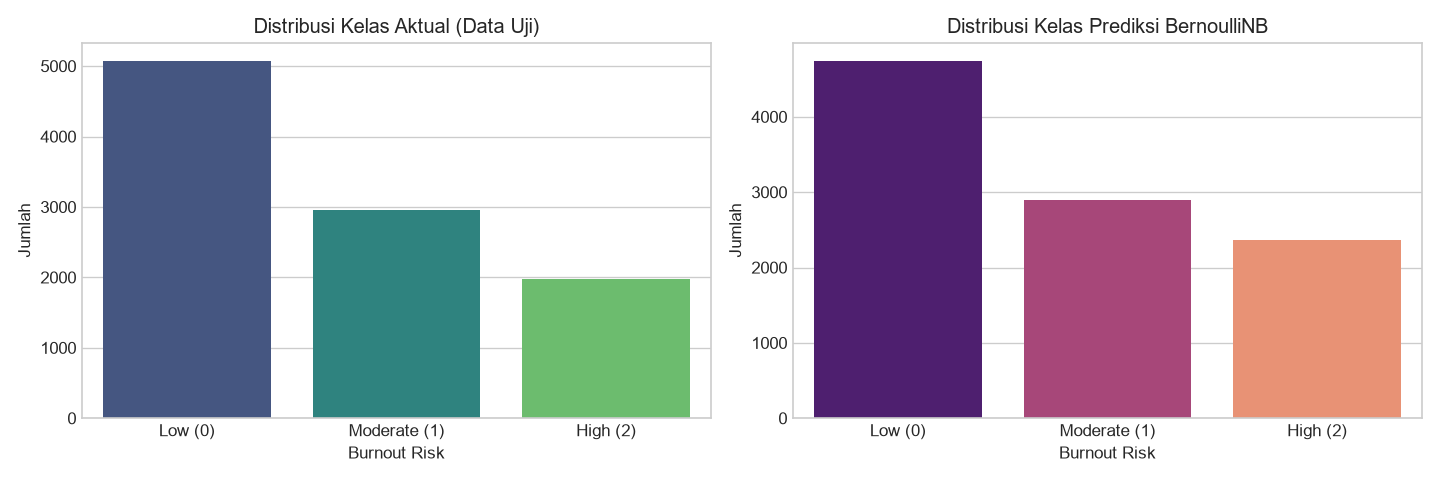 Distribusi Kelas Aktual (Data Uji)
Jumlah
5000
4000
3000
2000
1000
0
Low (0)
Moderate (1)
High (2)
Burnout Risk
Distribusi Kelas Prediksi BernoulliNB
Jumlah
4000
3000
2000
1000
0
Low (0)
Moderate (1)
High (2)
Burnout Risk